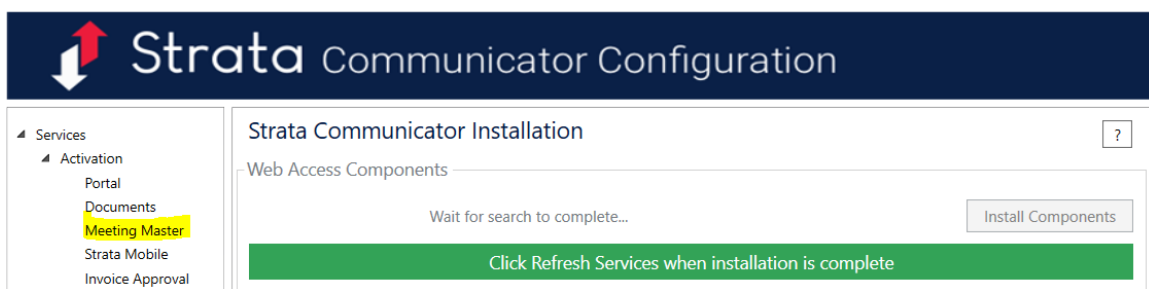 Strata Communicator Configuration
Services
Activation
Portal
Documents
Meeting Master
Strata Mobile
Invoice Approval
Strata Communicator Installation
?
Web Access Components
Wait for search to complete...
Install Components
Click Refresh Services when installation is complete